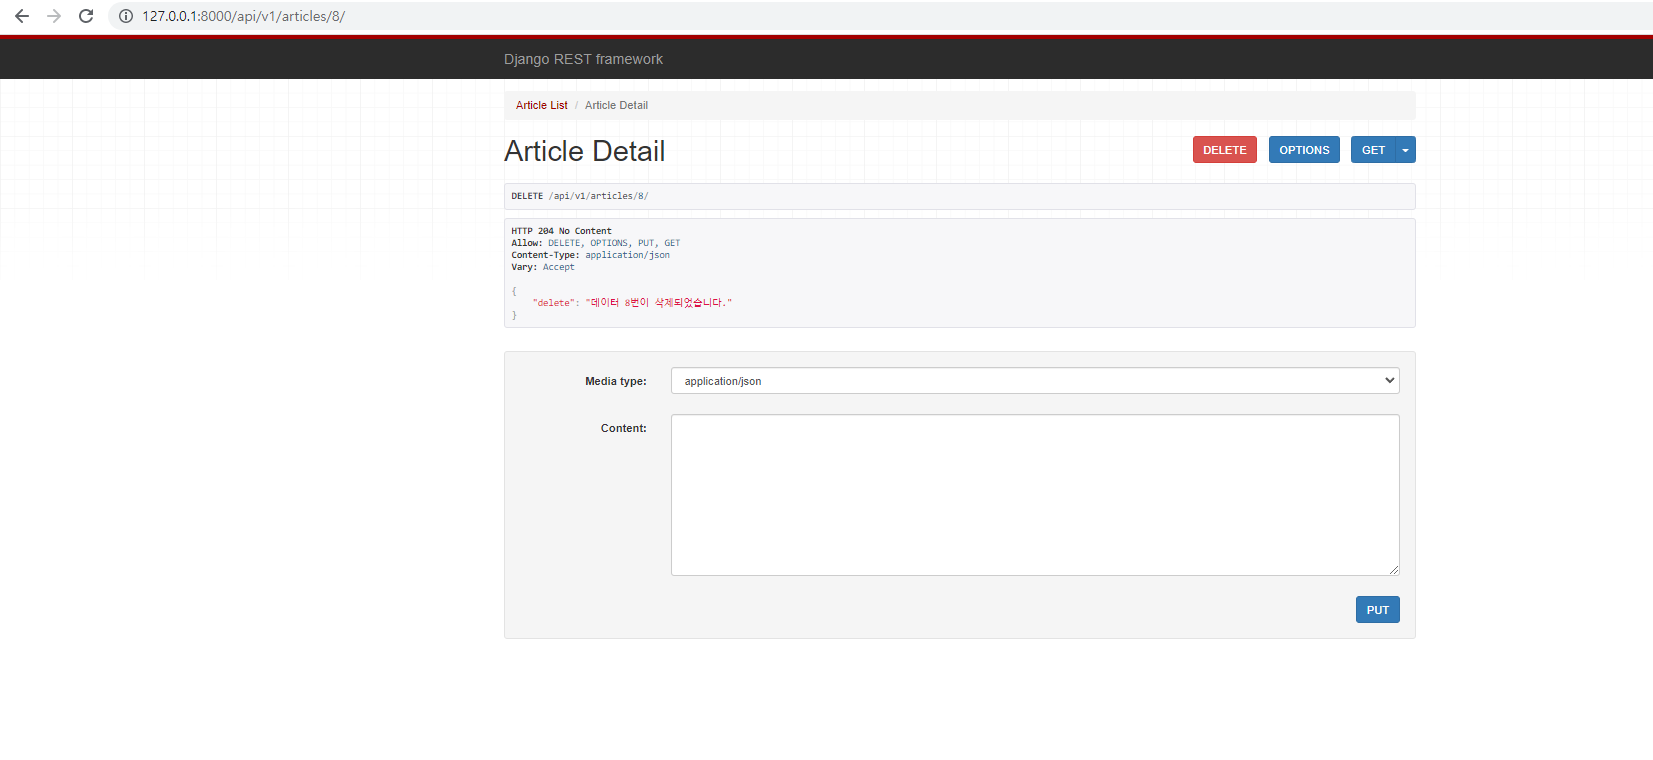 127.0.0.1:8000/api/v1/articles/8/
Django REST framework
Article List / Article Detail
Article Detail
DELETE
OPTIONS
GET
DELETE /api/v1/articles/8/
HTTP 204 No Content
Allow: DELETE, OPTIONS, PUT, GET
Content-Type: application/json
Vary: Accept
{
    "delete": "데이터 8번이 삭제되었습니다."
}
Media type:
application/json
Content:
PUT